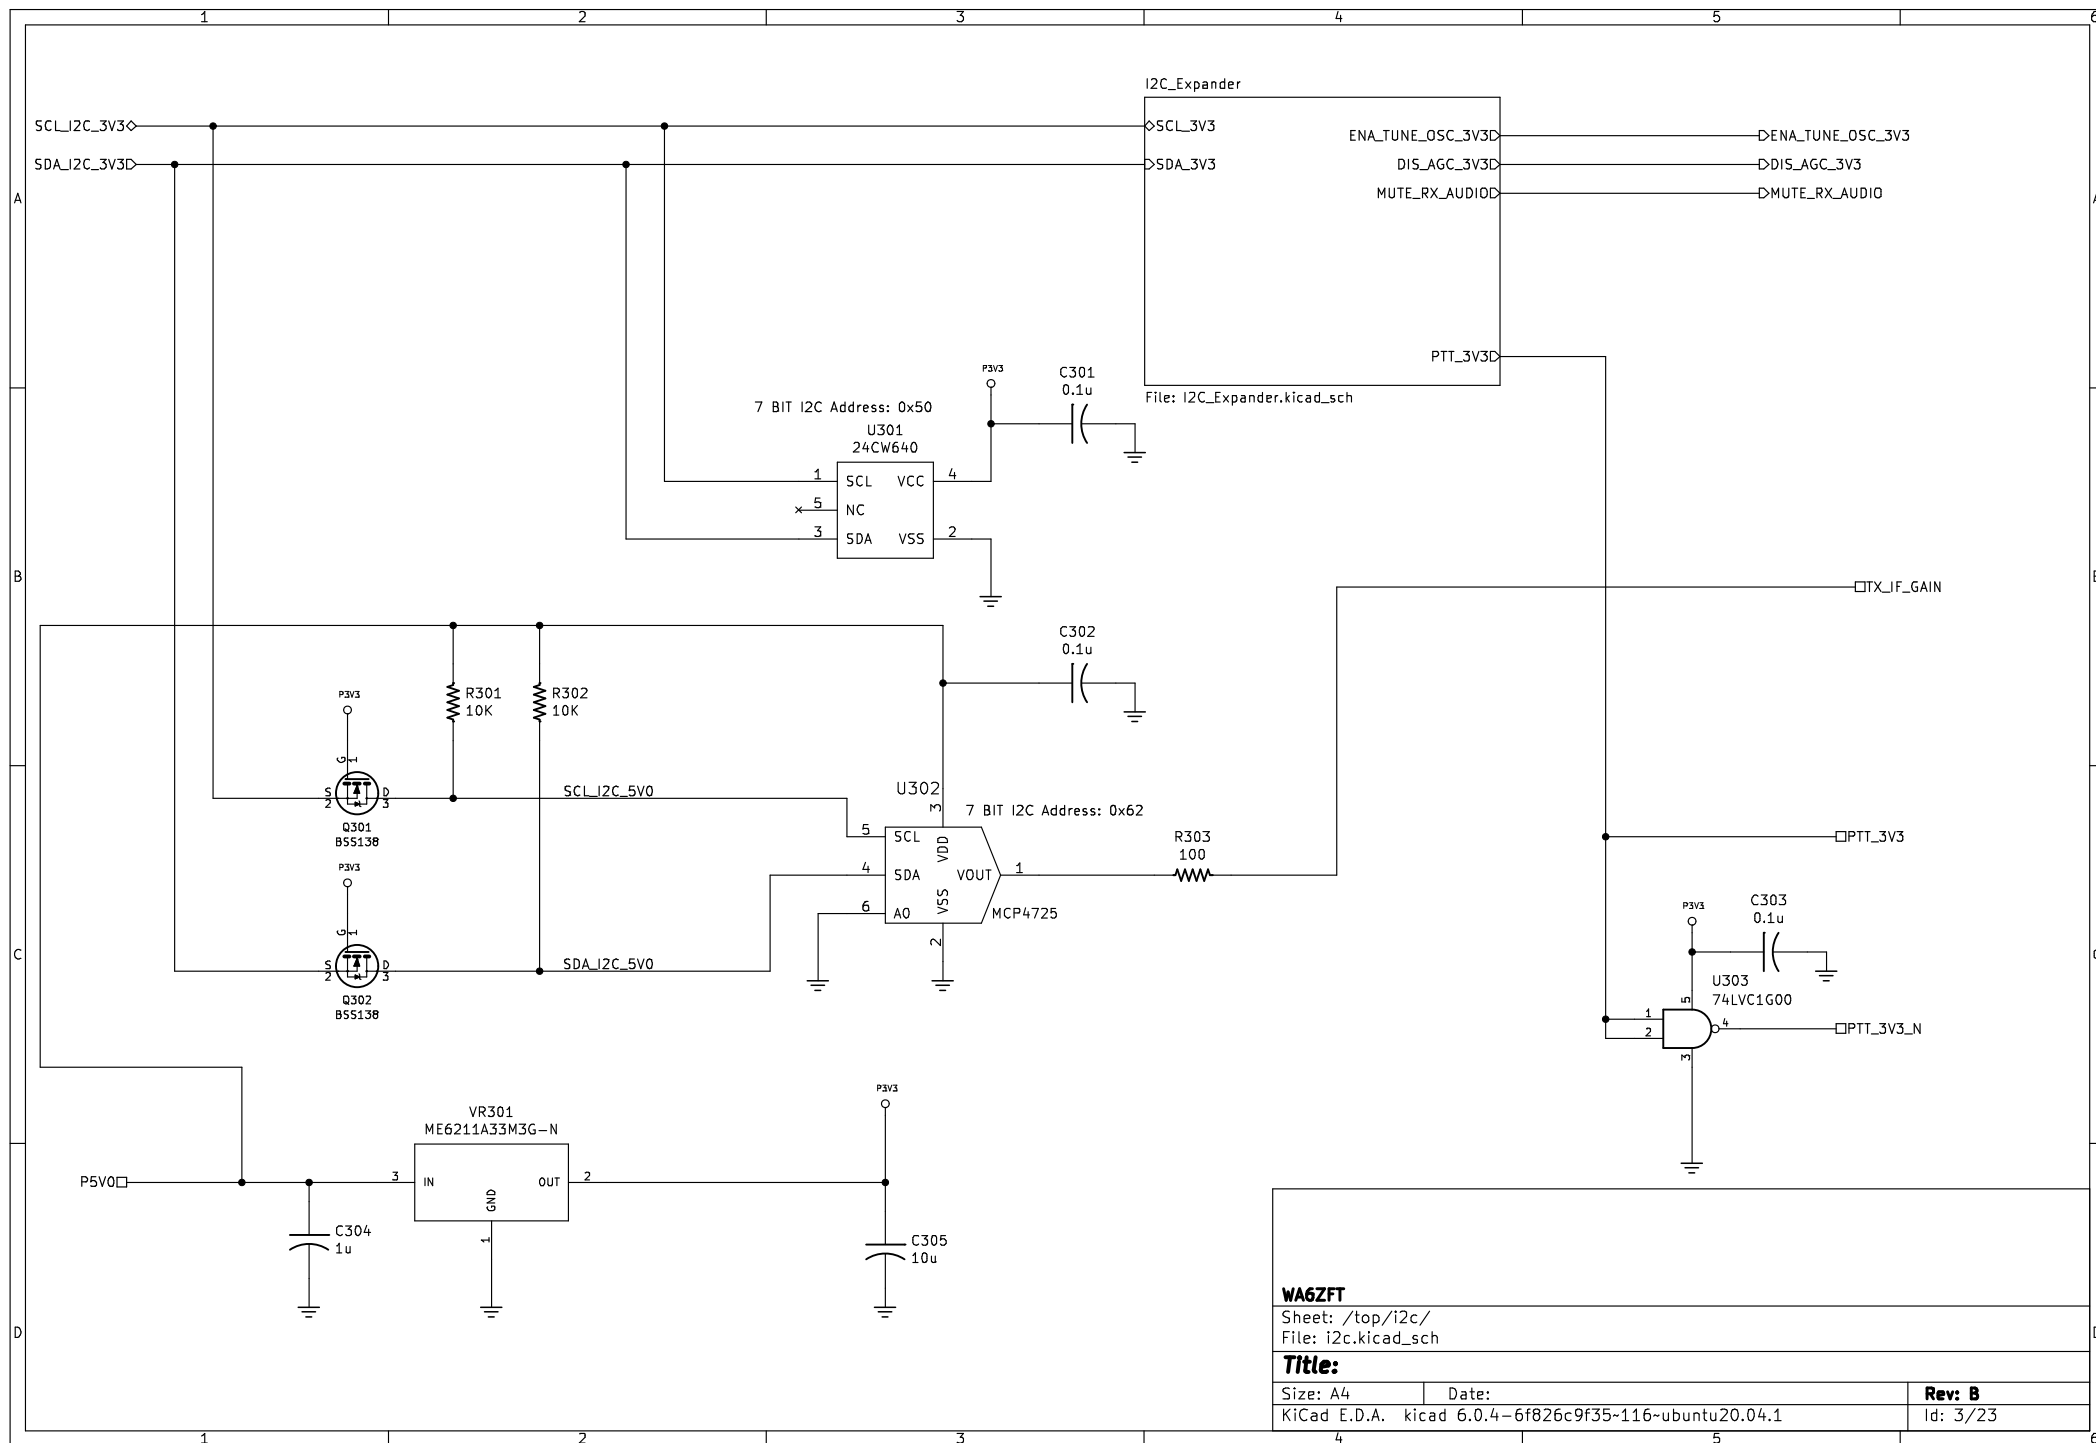 1 2 3 4 5 6
I2C_Expander
SCL_I2C_3V3 SCL_3V3 ENA_TUNE_OSC_3V3 ENA_TUNE_OSC_3V3
SDA_I2C_3V3 SDA_3V3 DIS_AGC_3V3 DIS_AGC_3V3
MUTE_RX_AUDIO MUTE_RX_AUDIO
A A
PTT_3V3
File: I2C_Expander.kicad_sch
P3V3
C301
0.1u
7 BIT I2C Address: 0x50
U301
24CW640
1 SCL VCC 4
5 NC
3 SDA VSS 2
B B
TX_IF_GAIN
C302
0.1u
R301
10K
R302
10K
P3V3
G 1
S 2 D 3
Q301
BSS138
SCL_I2C_5V0
U302
7 BIT I2C Address: 0x62
3
5 SCL VDD
4 SDA VOUT 1
6 A0 VSS
2
MCP4725
R303
100
PTT_3V3
P3V3
G 1
S 2 D 3
Q302
BSS138
SDA_I2C_5V0
C C
P3V3
C303
0.1u
U303
74LVC1G00
5
1
2
4
3
PTT_3V3_N
P3V3
VR301
ME6211A33M3G-N
P5V0
3 IN OUT 2
GND
1
C304
1u
C305
10u
D D
WA6ZFT
Sheet: /top/i2c/
File: i2c.kicad_sch
Title:
Size: A4 Date: Rev: B
KiCad E.D.A. kicad 6.0.4-6f826c9f35~116~ubuntu20.04.1 Id: 3/23
1 2 3 4 5 6